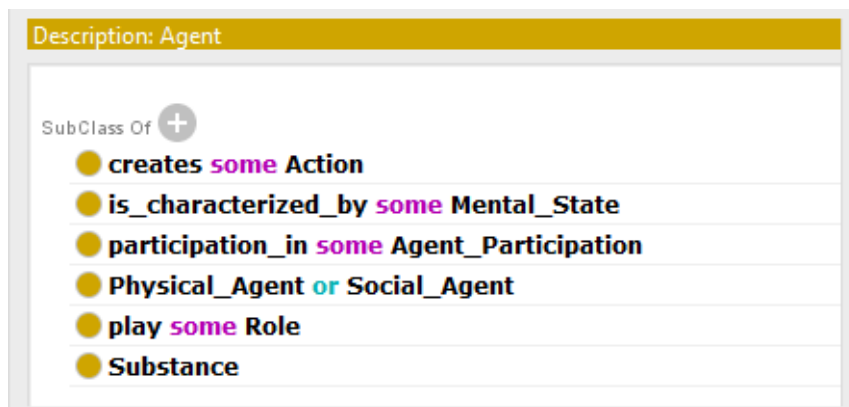 Description: Agent
SubClass Of
creates some Action
is_characterized_by some Mental_State
participation_in some Agent_Participation
Physical_Agent or Social_Agent
play some Role
Substance